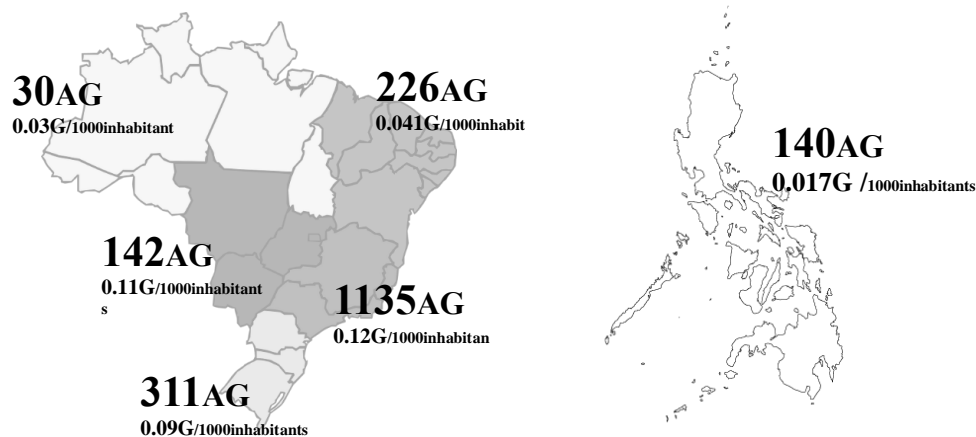 30AG
0.03G/1000inhabitant
226AG
0.041G/1000inhabit
140AG
0.017G /1000inhabitants
142AG
0.11G/1000inhabitant
s
1135AG
0.12G/1000inhabitan
311AG
0.09G/1000inhabitants